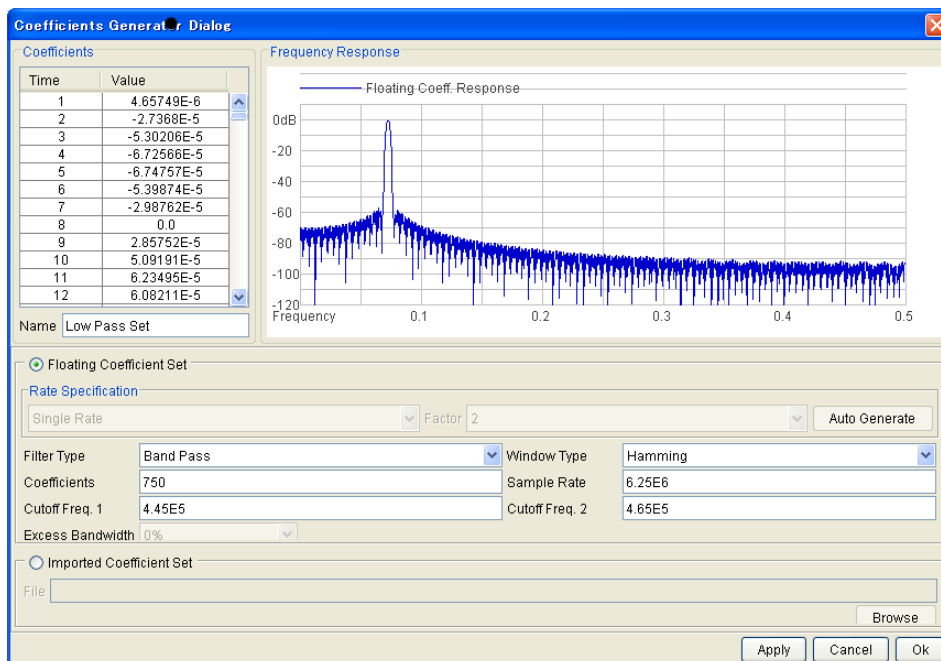 Coefficients Generator Dialog
Coefficients
Time Value
1 4.65749E-6
2 -2.7368E-5
3 -5.30206E-5
4 -6.72566E-5
5 -6.74757E-5
6 -5.39874E-5
7 -2.98762E-5
8 0.0
9 2.85752E-5
10 5.09191E-5
11 6.23495E-5
12 6.08211E-5
Name Low Pass Set
Frequency Response
Floating Coeff. Response
0dB
-20
-40
-60
-80
-100
-120
Frequency 0.1 0.2 0.3 0.4 0.5
Floating Coefficient Set
Rate Specification
Single Rate Factor 2 Auto Generate
Filter Type Band Pass Window Type Hamming
Coefficients 750 Sample Rate 6.25E6
Cutoff Freq. 1 4.45E5 Cutoff Freq. 2 4.65E5
Excess Bandwidth 0%
Imported Coefficient Set
File
Browse
Apply Cancel Ok